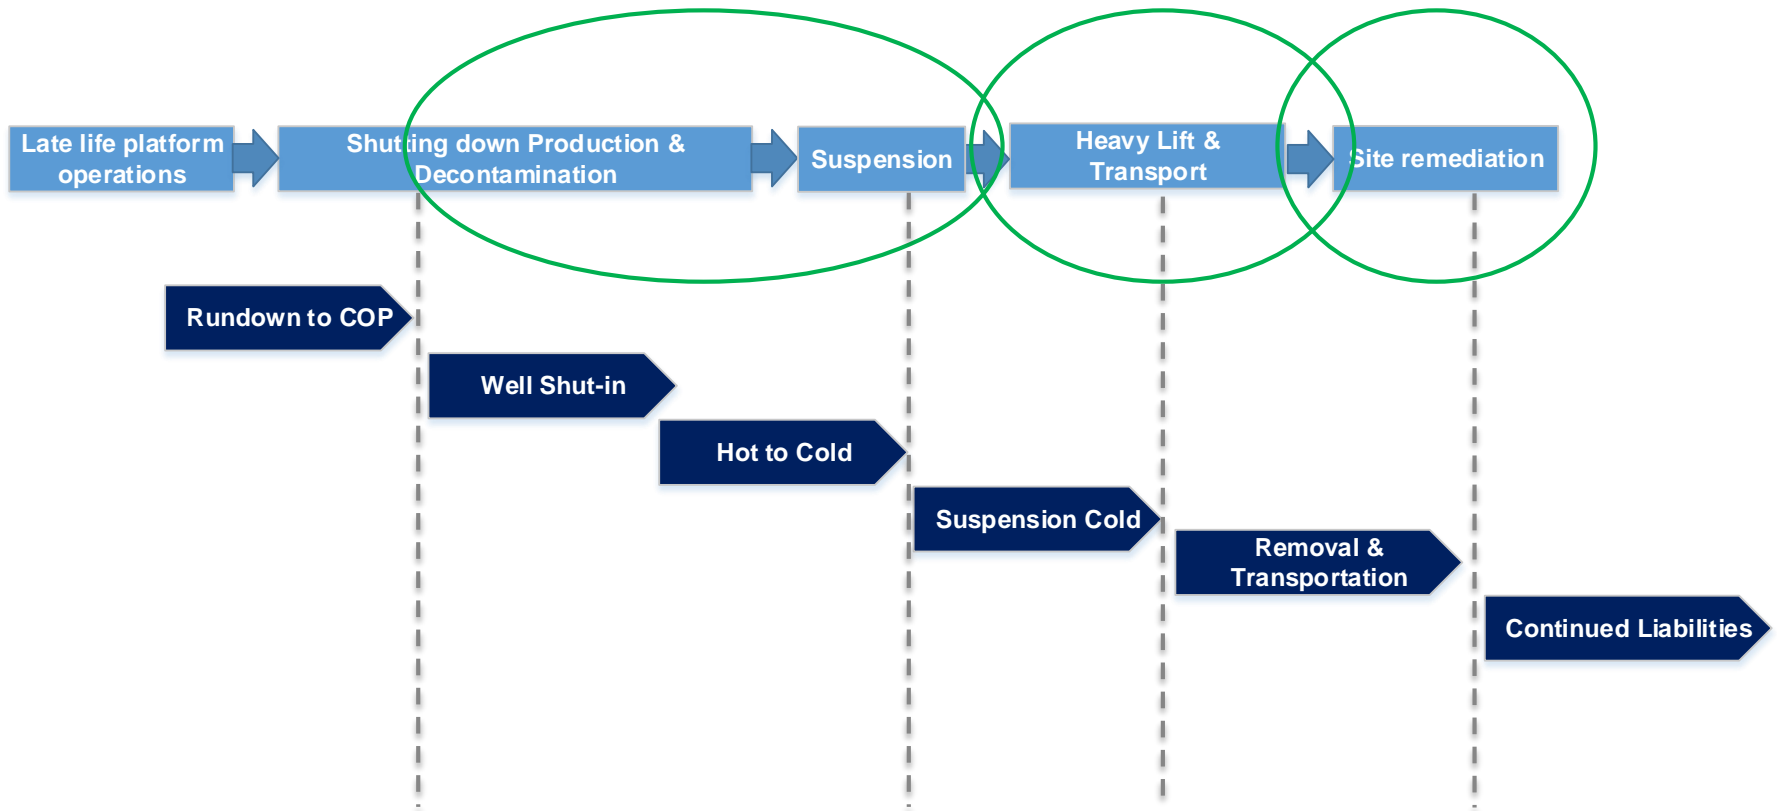 Late life platform
operations
Shutting down Production &
Decontamination
Suspension
Heavy Lift &
Transport
Site remediation
Rundown to COP
Well Shut-in
Hot to Cold
Suspension Cold
Removal &
Transportation
Continued Liabilities